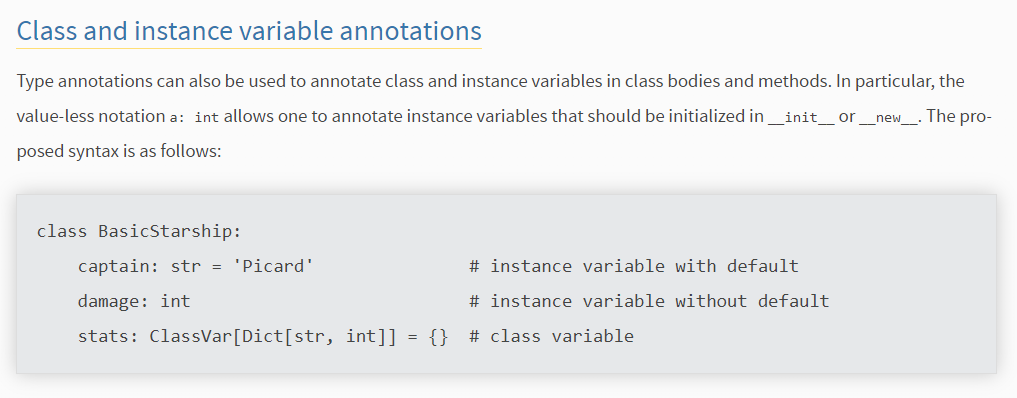 Class and instance variable annotations
Type annotations can also be used to annotate class and instance variables in class bodies and methods. In particular, the
value-less notation a: int allows one to annotate instance variables that should be initialized in __init__ or __new__. The pro-
posed syntax is as follows:
class BasicStarship:
    captain: str = 'Picard'               # instance variable with default
    damage: int                           # instance variable without default
    stats: ClassVar[Dict[str, int]] = {}  # class variable